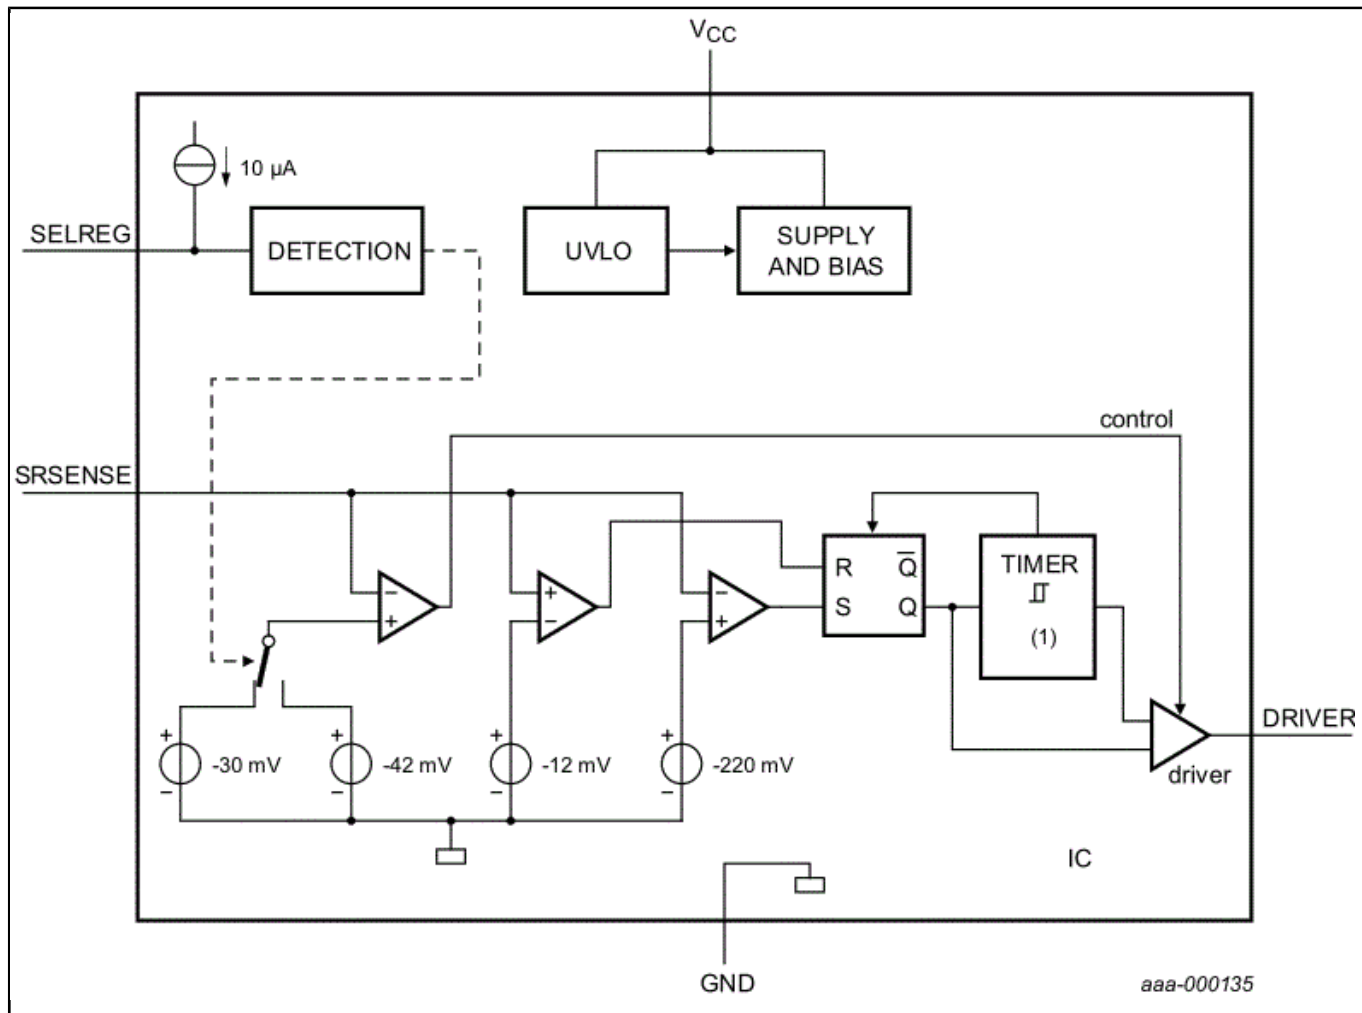 VCC
10 µA
SELREG
DETECTION
UVLO
SUPPLY
AND BIAS
control
SRSENSE
R
Q̅
S
Q
TIMER
(1)
−
+
+
−
−
+
+
-30 mV
−
+
-42 mV
−
+
-12 mV
−
+
-220 mV
−
DRIVER
driver
IC
GND
aaa-000135